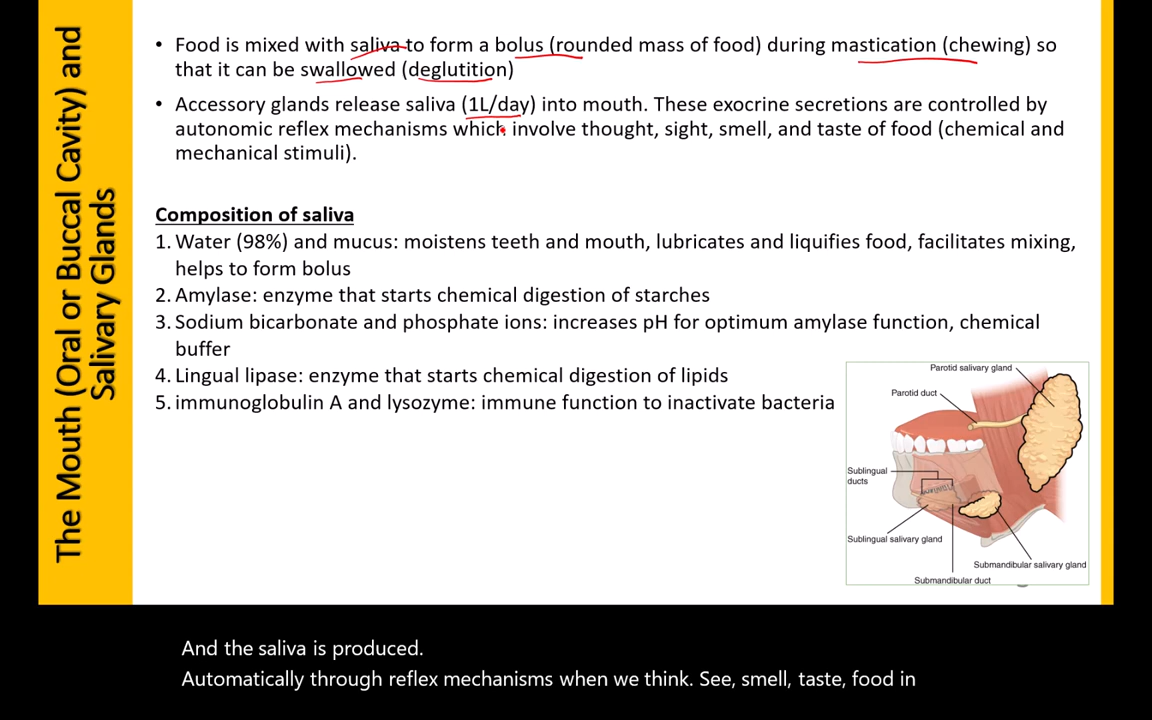 The Mouth (Oral or Buccal Cavity) and
Salivary Glands
• Food is mixed with saliva to form a bolus (rounded mass of food) during mastication (chewing) so
that it can be swallowed (deglutition)
• Accessory glands release saliva (1L/day) into mouth. These exocrine secretions are controlled by
autonomic reflex mechanisms which involve thought, sight, smell, and taste of food (chemical and
mechanical stimuli).
Composition of saliva
1. Water (98%) and mucus: moistens teeth and mouth, lubricates and liquifies food, facilitates mixing,
helps to form bolus
2. Amylase: enzyme that starts chemical digestion of starches
3. Sodium bicarbonate and phosphate ions: increases pH for optimum amylase function, chemical
buffer
4. Lingual lipase: enzyme that starts chemical digestion of lipids
5. immunoglobulin A and lysozyme: immune function to inactivate bacteria
Parotid salivary gland
Parotid duct
Sublingual
ducts
Sublingual salivary gland
Submandibular salivary gland
Submandibular duct
And the saliva is produced.
Automatically through reflex mechanisms when we think. See, smell, taste, food in